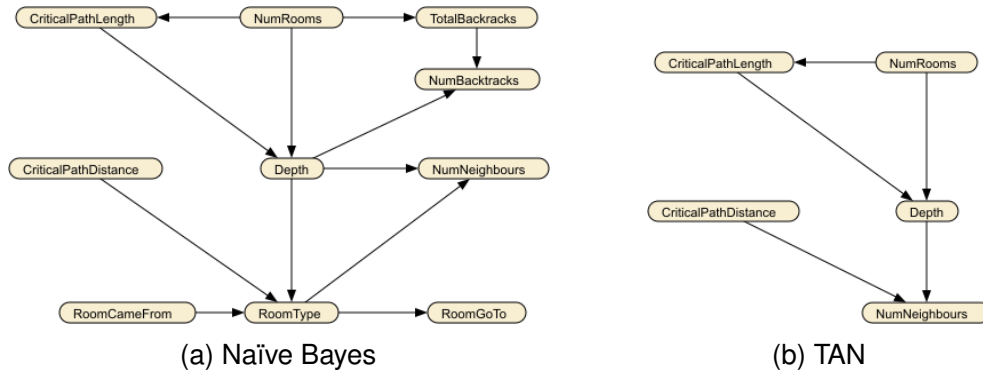 CriticalPathLength NumRooms TotalBackracks
NumBacktracks
CriticalPathDistance Depth NumNeighbours
RoomCameFrom RoomType RoomGoTo
(a) Naïve Bayes
CriticalPathLength NumRooms
CriticalPathDistance Depth
NumNeighbours
(b) TAN